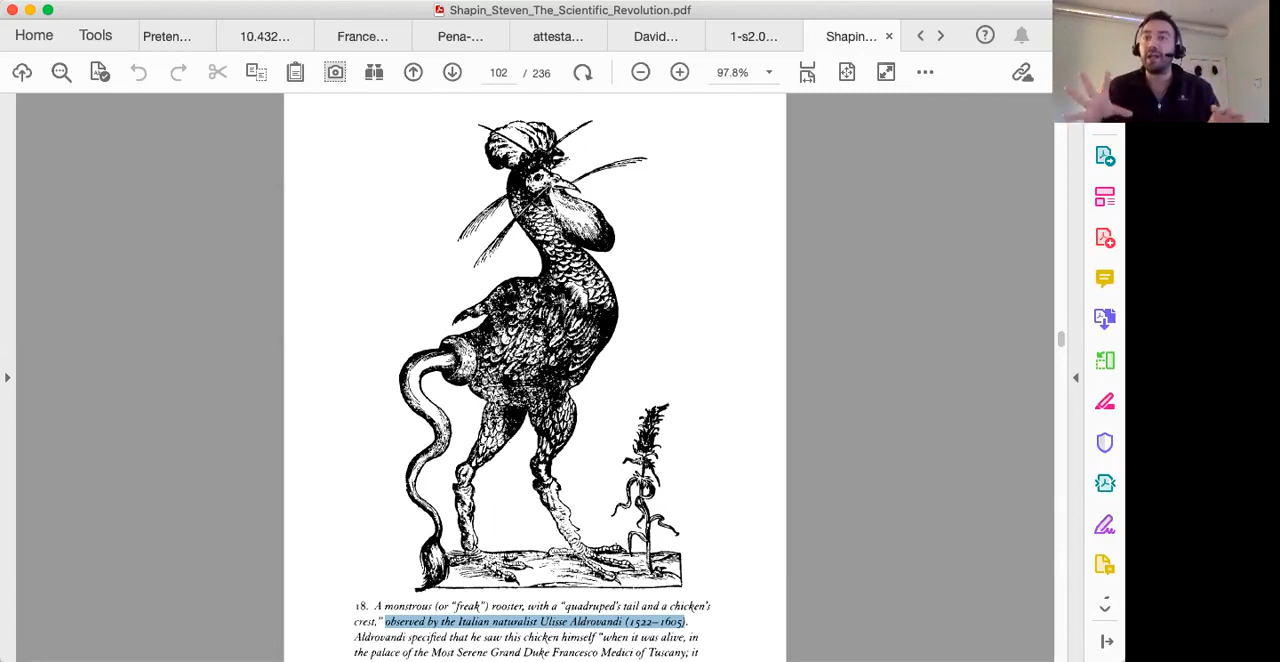 Shapin_Steven_The_Scientific_Revolution.pdf
Home Tools Preten... 10.432... France... Pena-... attesta... David... 1-s2.0... Shapin... ×
102 / 236 97.8%
18. A monstrous (or “freak”) rooster, with a “quadruped’s tail and a chicken’s
crest,” observed by the Italian naturalist Ulisse Aldrovandi (1522–1605).
Aldrovandi specified that he saw this chicken himself “when it was alive, in
the palace of the Most Serene Grand Duke Francesco Medici of Tuscany; it